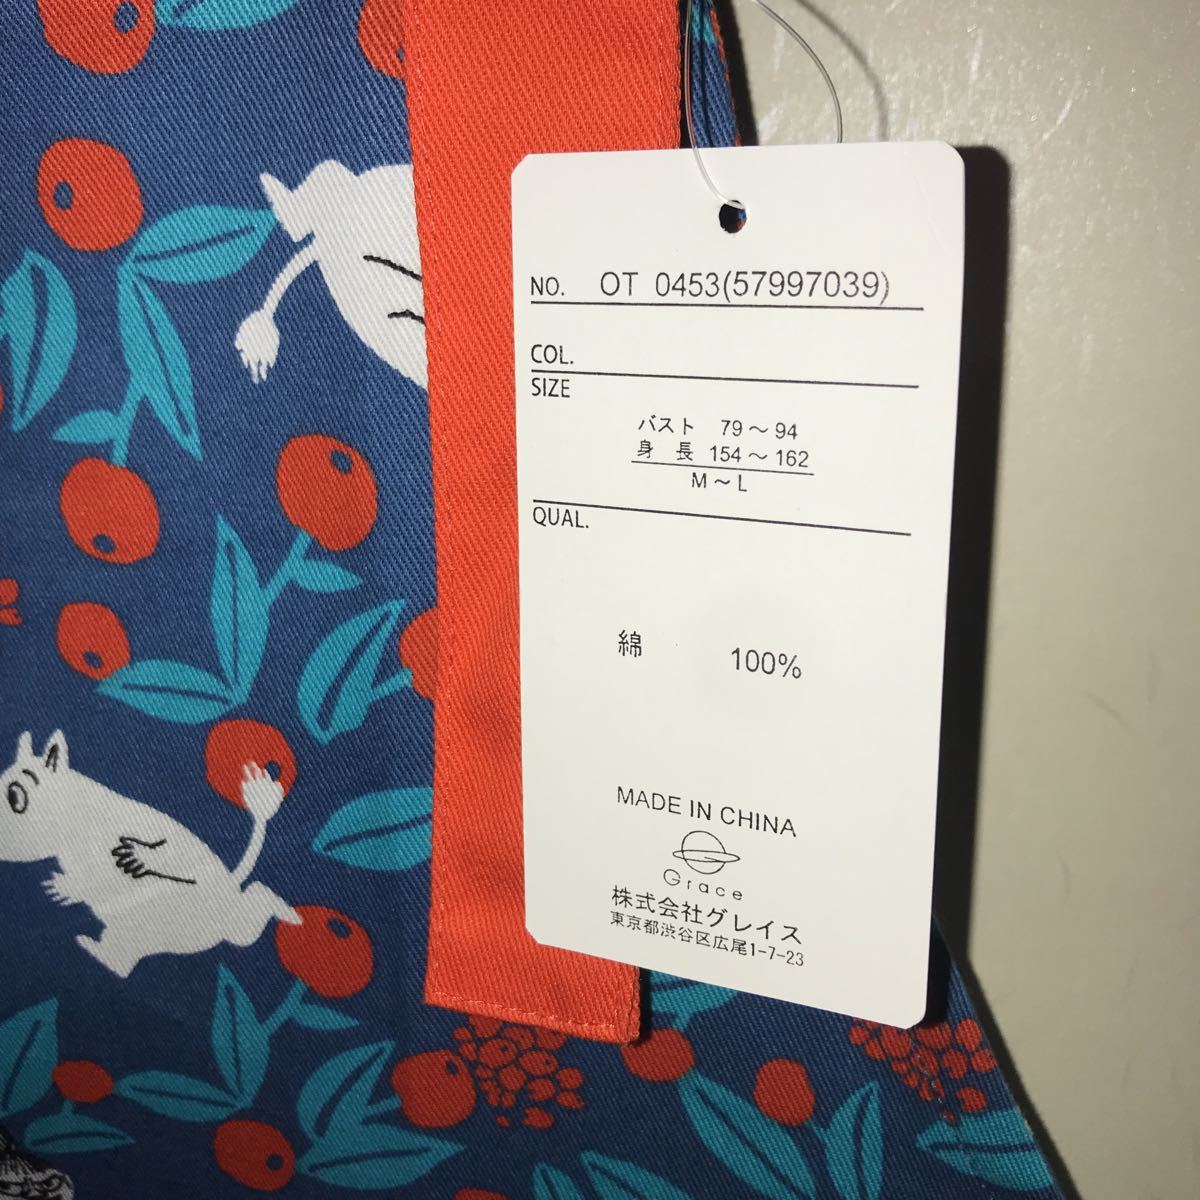 NO. OT 0453(57997039)
COL.
SIZE
バスト 79～94
身 長 154～162
M～L
QUAL.
綿 100%
MADE IN CHINA
Grace
株式会社グレイス
東京都渋谷区広尾1-7-23